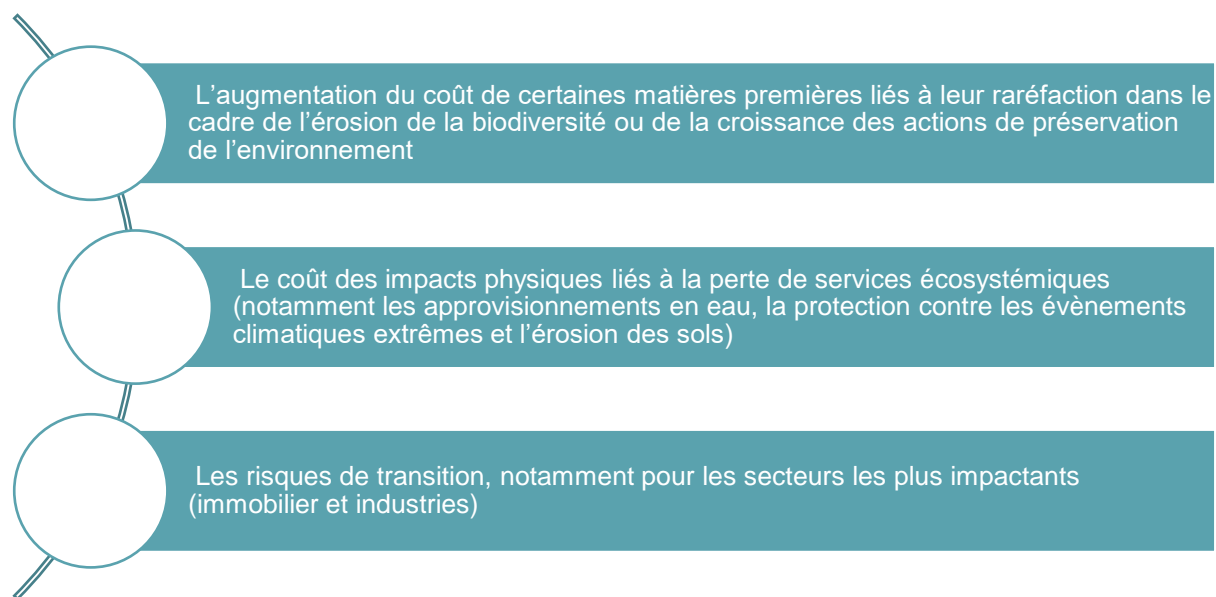 L’augmentation du coût de certaines matières premières liés à leur raréfaction dans le
cadre de l’érosion de la biodiversité ou de la croissance des actions de préservation
de l’environnement
Le coût des impacts physiques liés à la perte de services écosystémiques
(notamment les approvisionnements en eau, la protection contre les évènements
climatiques extrêmes et l’érosion des sols)
Les risques de transition, notamment pour les secteurs les plus impactants
(immobilier et industries)